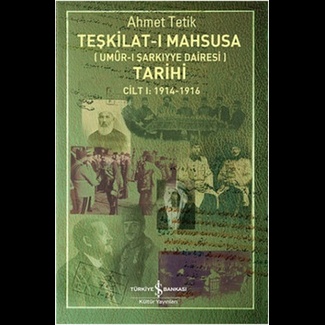 Ahmet Tetik
TEŞKİLAT-I MAHSUSA
(UMÛR-I ŞARKIYYE DAİRESİ)
TARİHİ
CİLT I: 1914-1916
TÜRKİYE İŞ BANKASI
Kültür Yayınları